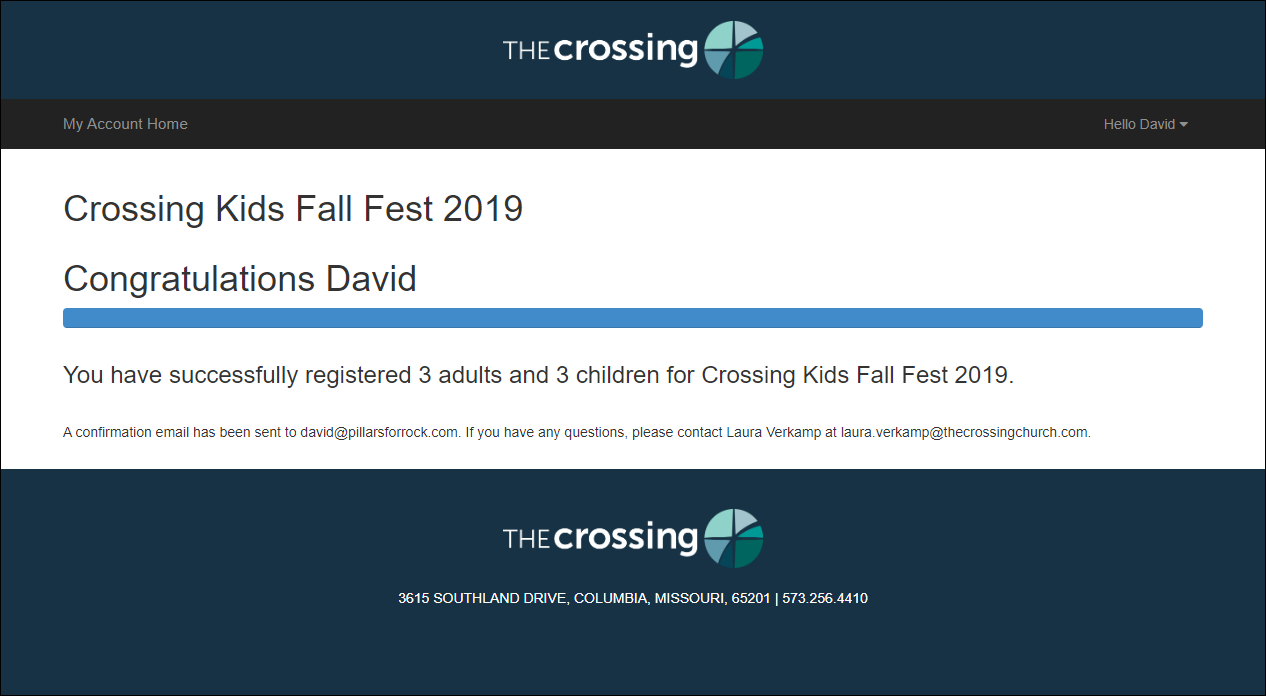 THE crossing
My Account Home
Hello David
Crossing Kids Fall Fest 2019
Congratulations David
You have successfully registered 3 adults and 3 children for Crossing Kids Fall Fest 2019.
A confirmation email has been sent to david@pillarsforrock.com. If you have any questions, please contact Laura Verkamp at laura.verkamp@thecrossingchurch.com.
THE crossing
3615 SOUTHLAND DRIVE, COLUMBIA, MISSOURI, 65201 | 573.256.4410